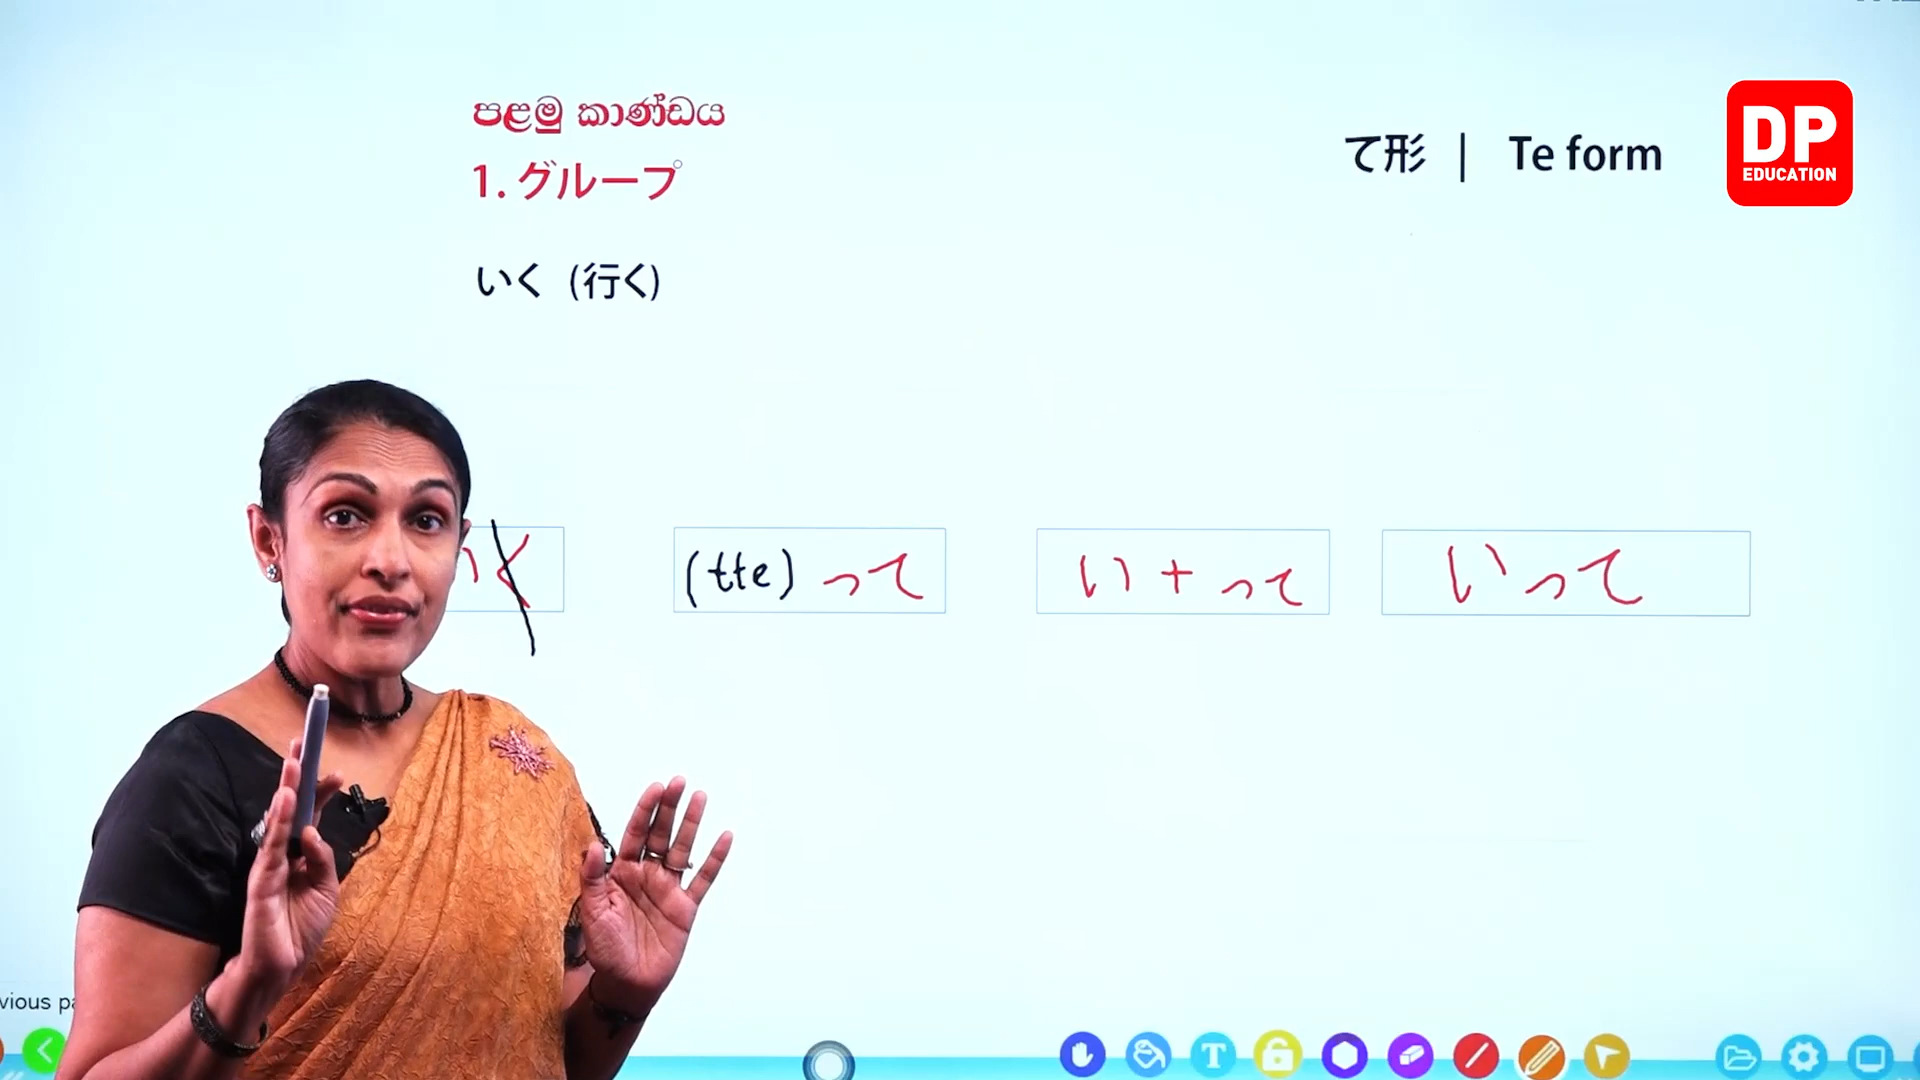 පළමු කාණ්ඩය
1. グループ
て形 | Te form
DP
EDUCATION
いく (行く)
く
(tte) って
い + って
いって
vious pa
T